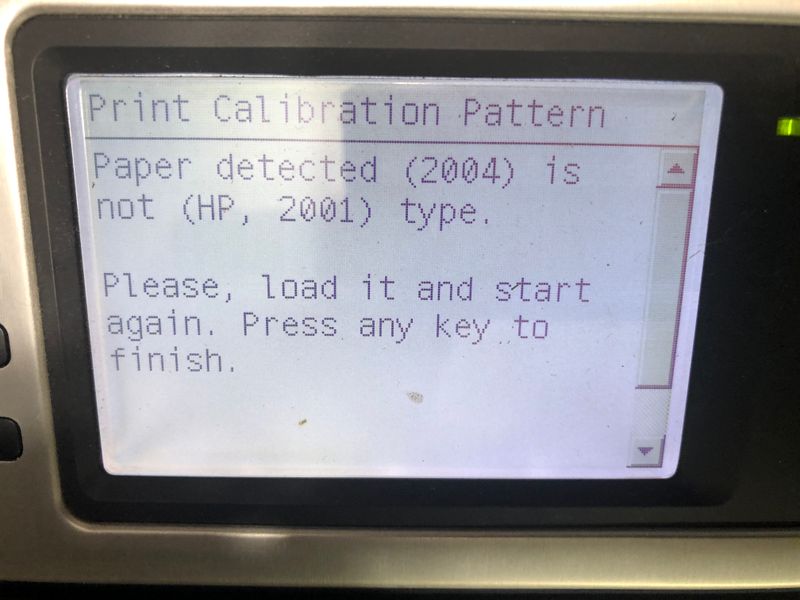 Print Calibration Pattern
Paper detected (2004) is
not (HP, 2001) type.
Please, load it and start
again. Press any key to
finish.